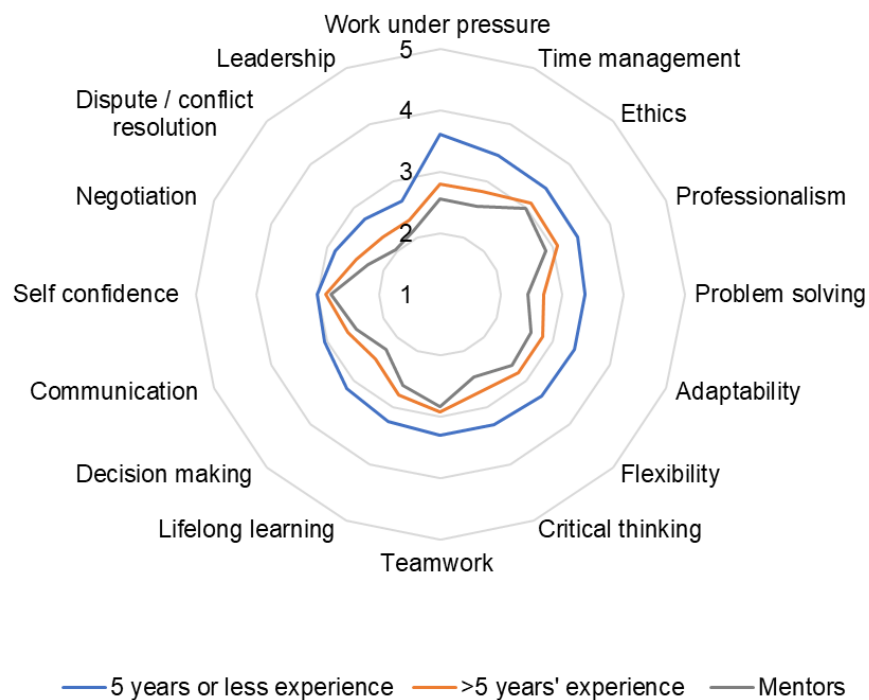 Work under pressure
5
Leadership
Time management
4
Dispute / conflict
resolution
Ethics
3
Negotiation
Professionalism
2
Self confidence
1
Problem solving
Communication
Adaptability
Decision making
Flexibility
Lifelong learning
Critical thinking
Teamwork
5 years or less experience
>5 years' experience
Mentors